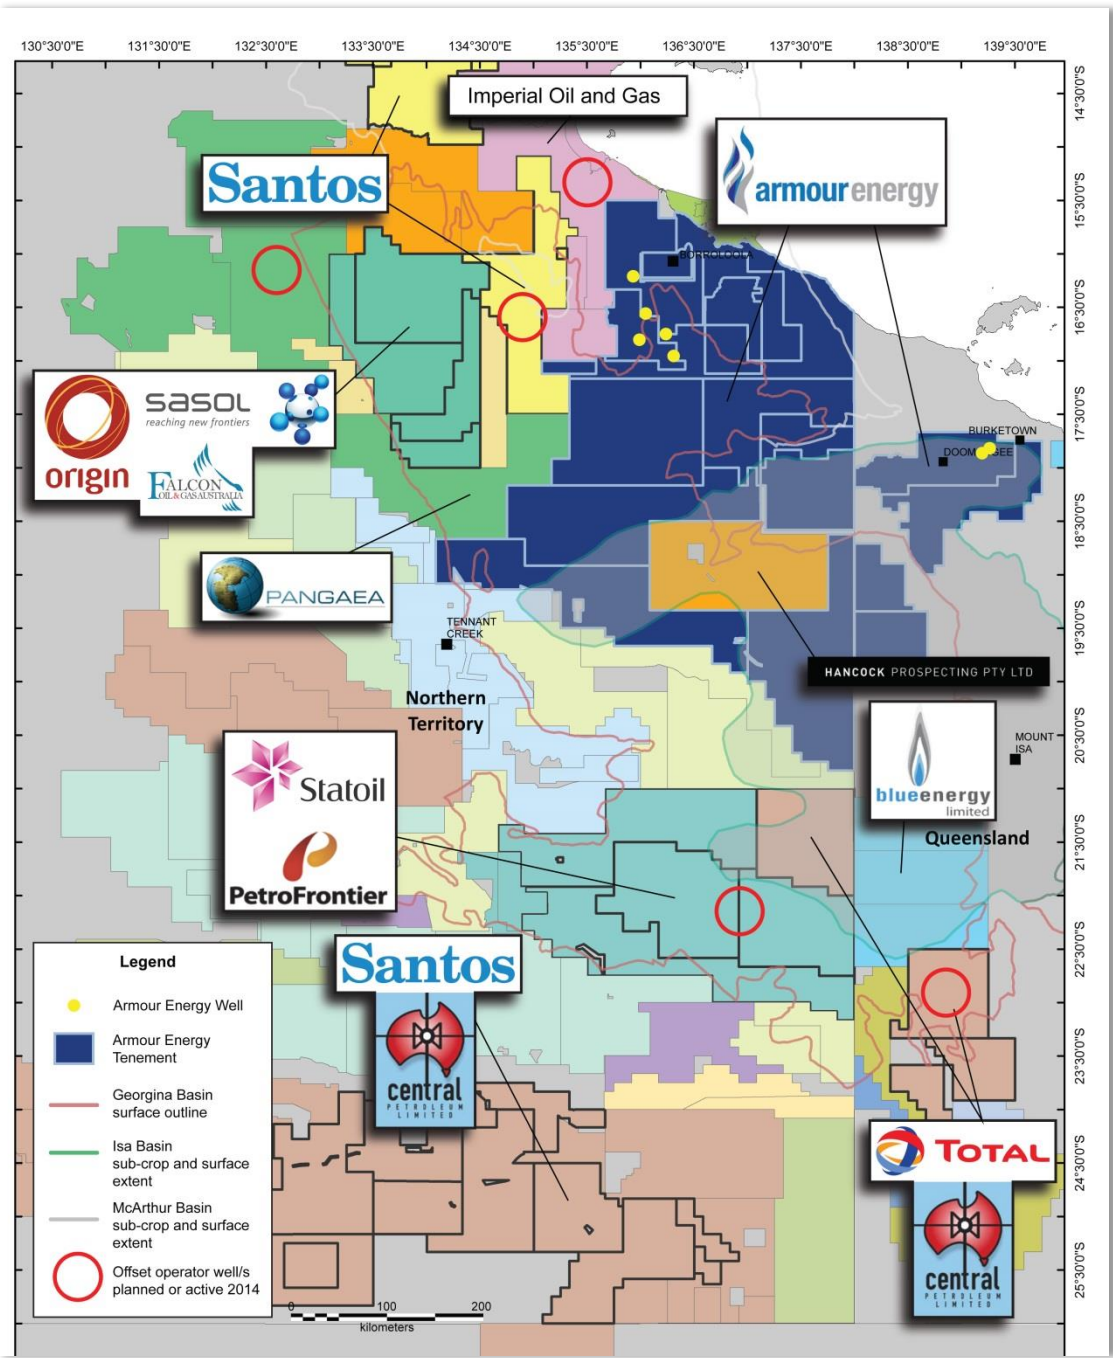 130°30'0"E 131°30'0"E 132°30'0"E 133°30'0"E 134°30'0"E 135°30'0"E 136°30'0"E 137°30'0"E 138°30'0"E 139°30'0"E
14°30'0"S
15°30'0"S
16°30'0"S
17°30'0"S
18°30'0"S
19°30'0"S
20°30'0"S
21°30'0"S
22°30'0"S
23°30'0"S
24°30'0"S
25°30'0"S
Imperial Oil and Gas
Santos
armourenergy
BORROLOOLA
origin
sasol
reaching new frontiers
FALCON
OIL & GAS AUSTRALIA
BURKETOWN
PANGAEA
TENNANT
CREEK
HANCOCK PROSPECTING PTY LTD
Northern
Territory
MOUNT
ISA
Statoil
PetroFrontier
blueenergy
limited
Queensland
Santos
central
PETROLEUM
LIMITED
TOTAL
central
PETROLEUM
LIMITED
Legend
Armour Energy Well
Armour Energy
Tenement
Georgina Basin
surface outline
Isa Basin
sub-crop and surface
extent
McArthur Basin
sub-crop and surface
extent
Offset operator well/s
planned or active 2014
0 100 200
kilometers